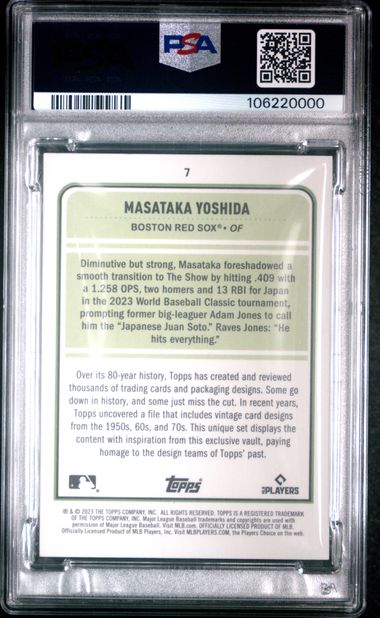 PSA
106220000
7
MASATAKA YOSHIDA
BOSTON RED SOX® • OF
Diminutive but strong, Masataka foreshadowed a
smooth transition to The Show by hitting .409 with
a 1.258 OPS, two homers and 13 RBI for Japan
in the 2023 World Baseball Classic tournament,
prompting former big-leaguer Adam Jones to call
him the “Japanese Juan Soto.” Raves Jones: “He
hits everything.”
Over its 80-year history, Topps has created and reviewed
thousands of trading cards and packaging designs. Some go
down in history, and some just miss the cut. In recent years,
Topps uncovered a file that includes vintage card designs
from the 1950s, 60s, and 70s. This unique set displays the
content with inspiration from this exclusive vault, paying
homage to the design teams of Topps' past.
Topps
PLAYERS
® & © 2023 THE TOPPS COMPANY, INC. ALL RIGHTS RESERVED. TOPPS IS A REGISTERED TRADEMARK
OF THE TOPPS COMPANY, INC. Major League Baseball trademarks and copyrights are used with
permission of Major League Baseball. Visit MLB.com. OFFICIALLY LICENSED PRODUCT OF MLB.
Officially Licensed Product of MLB Players, Inc. Visit MLBPLAYERS.com, the Players Choice on the web.